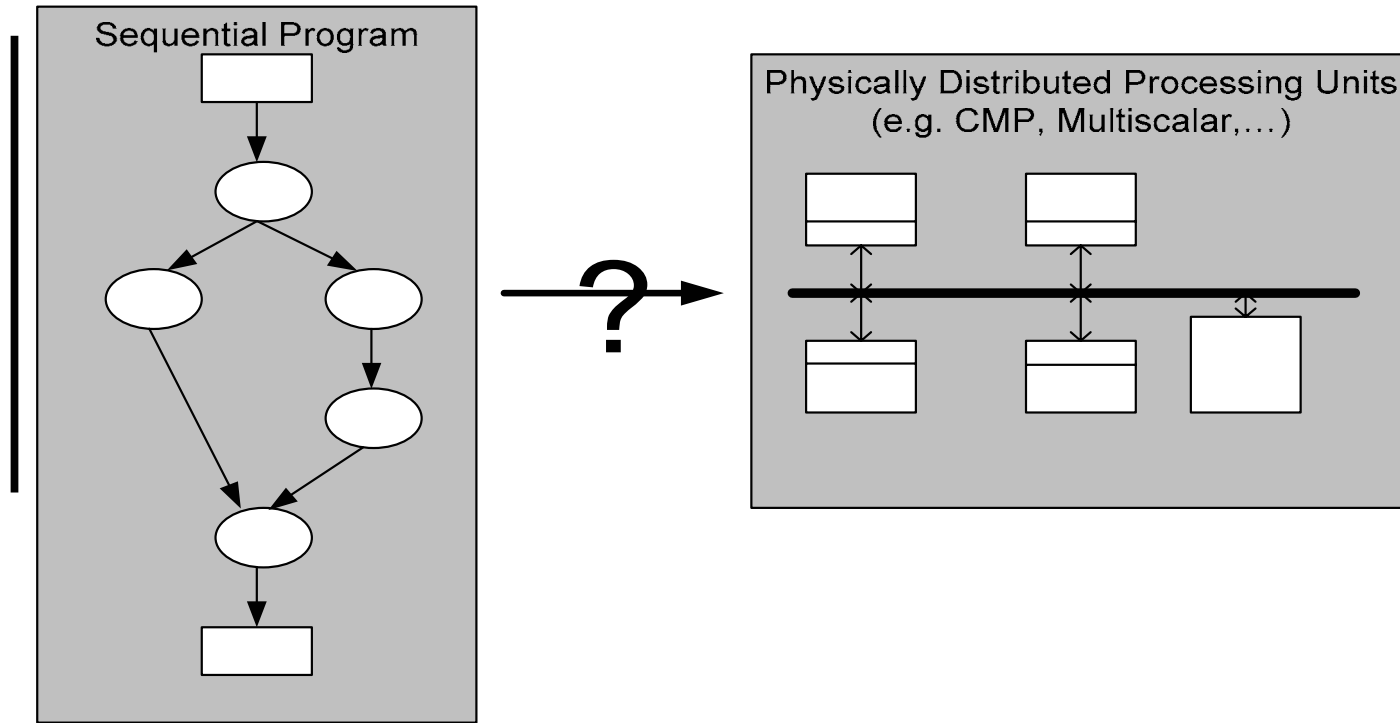 Sequential Program
?
Physically Distributed Processing Units
(e.g. CMP, Multiscalar,...)